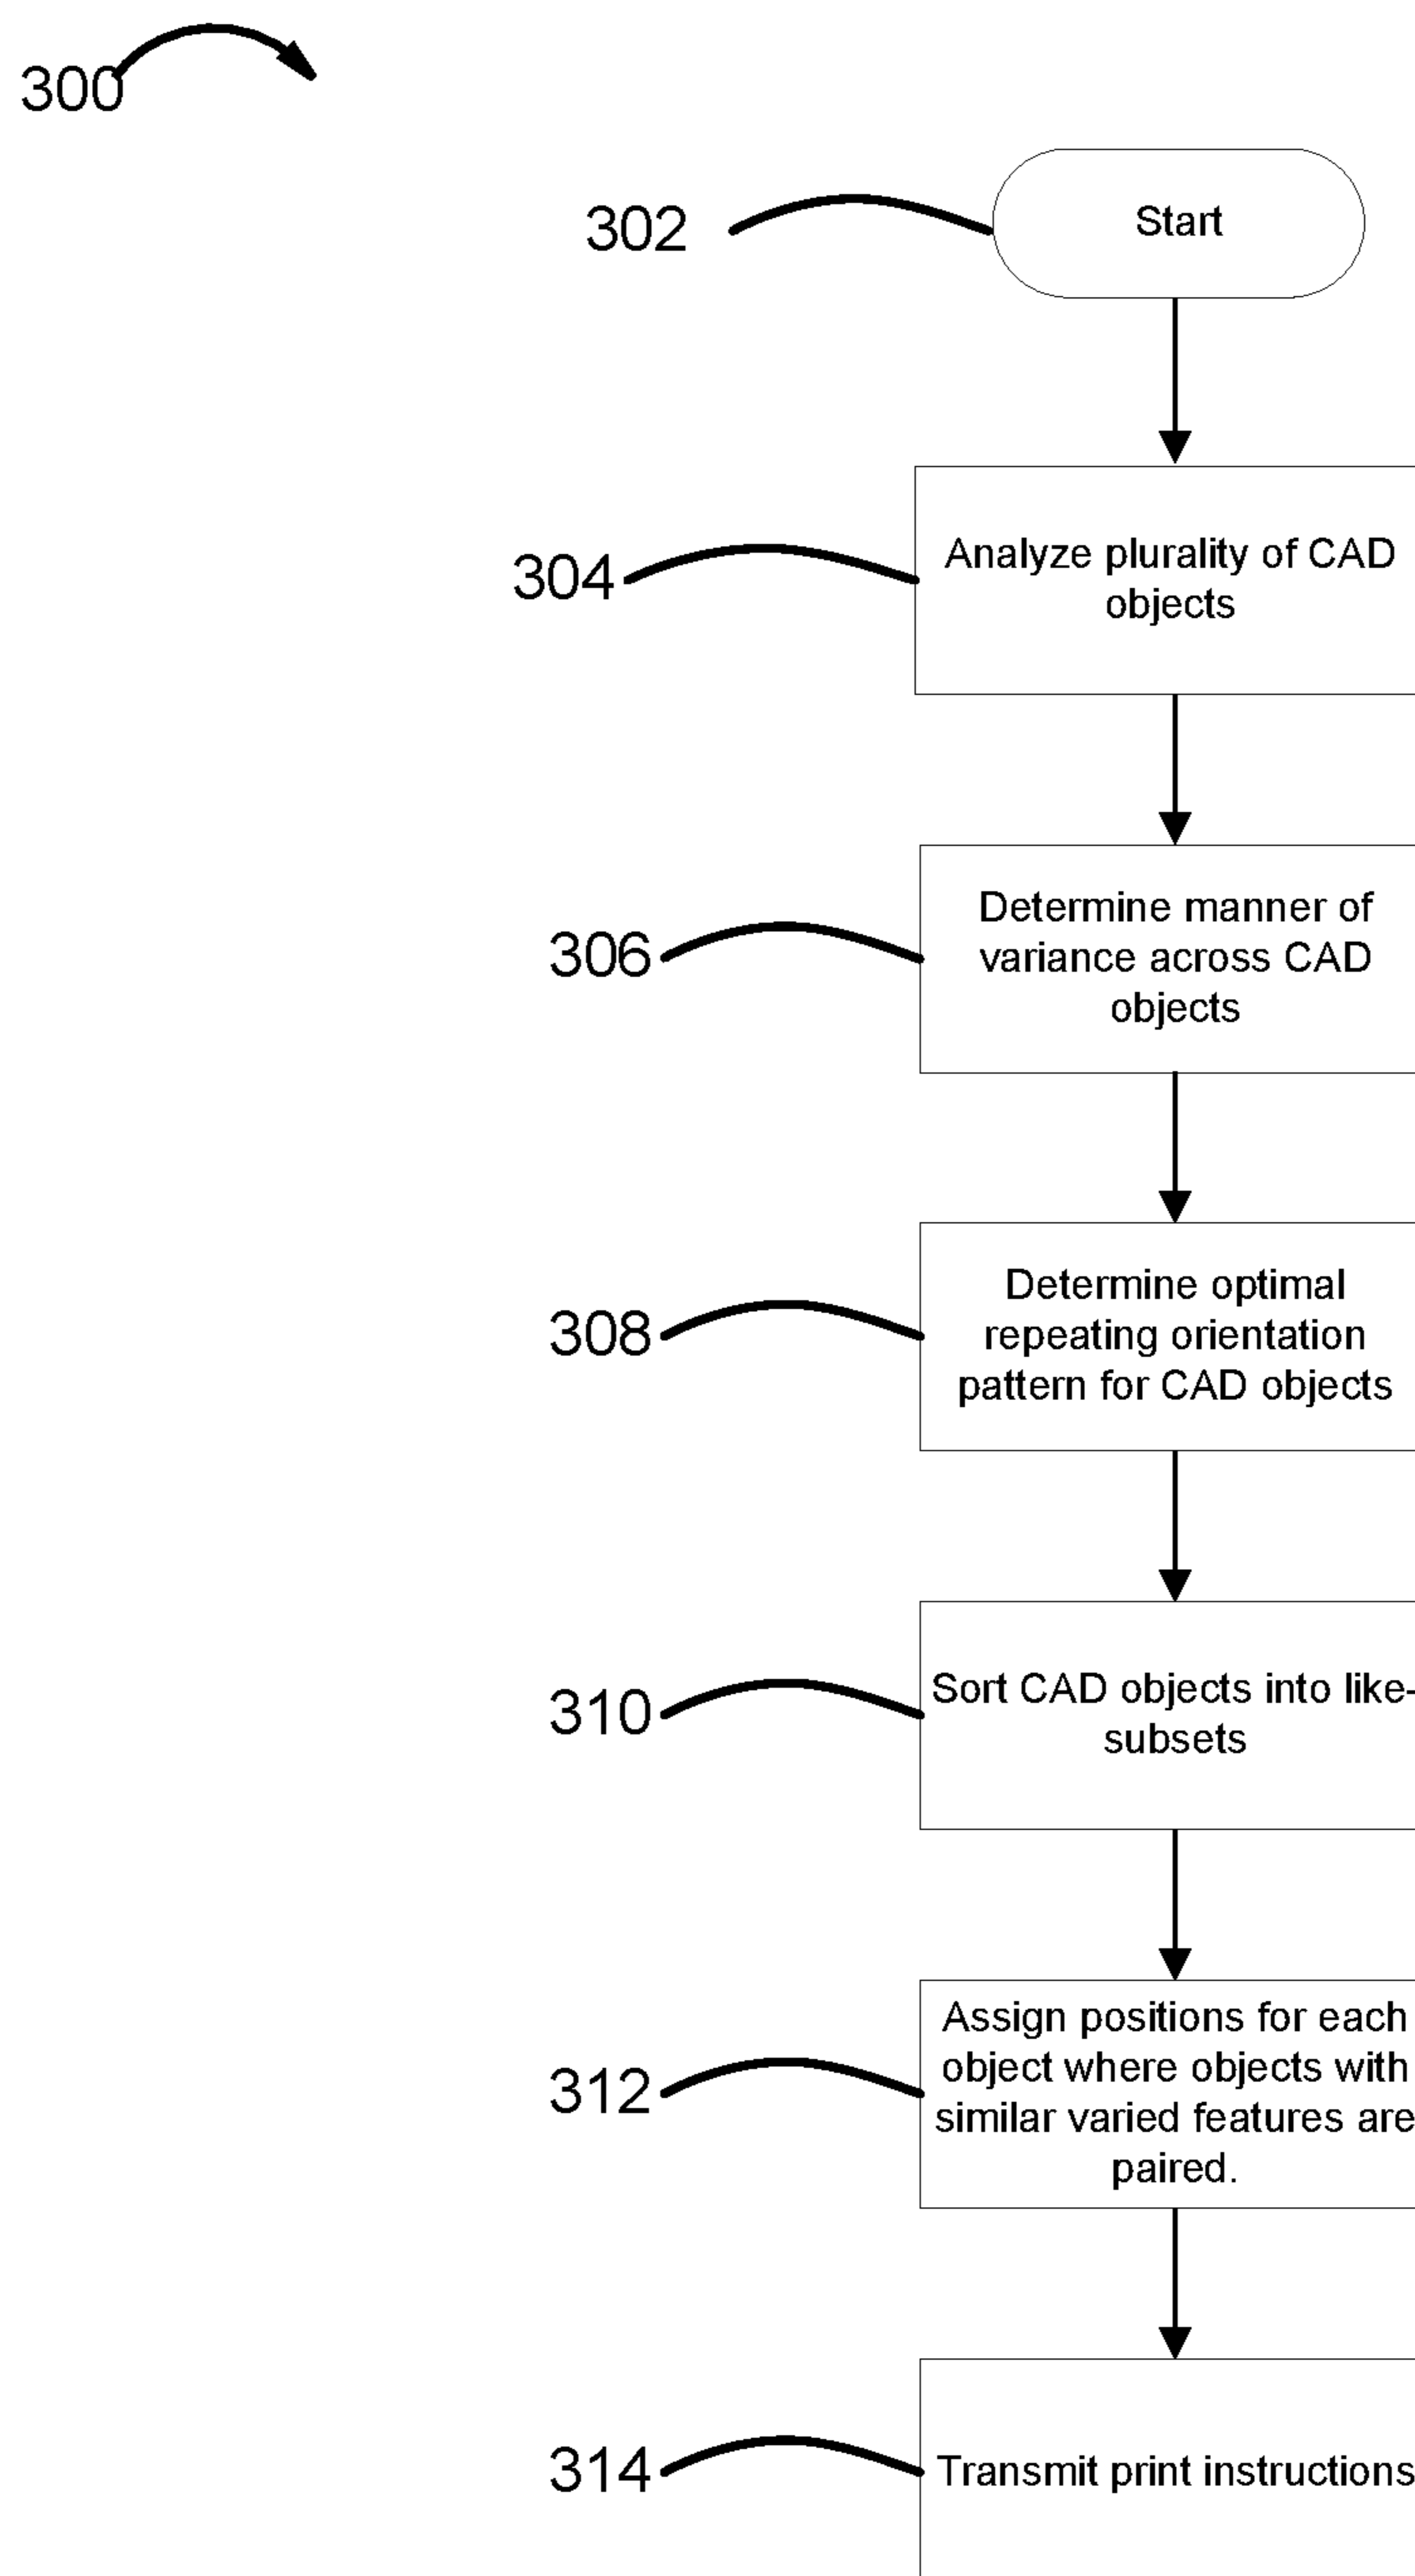 300
302
Start
304
Analyze plurality of CAD
objects
306
Determine manner of
variance across CAD
objects
308
Determine optimal
repeating orientation
pattern for CAD objects
310
Sort CAD objects into like-
subsets
312
Assign positions for each
object where objects with
similar varied features are
paired.
314
Transmit print instructions